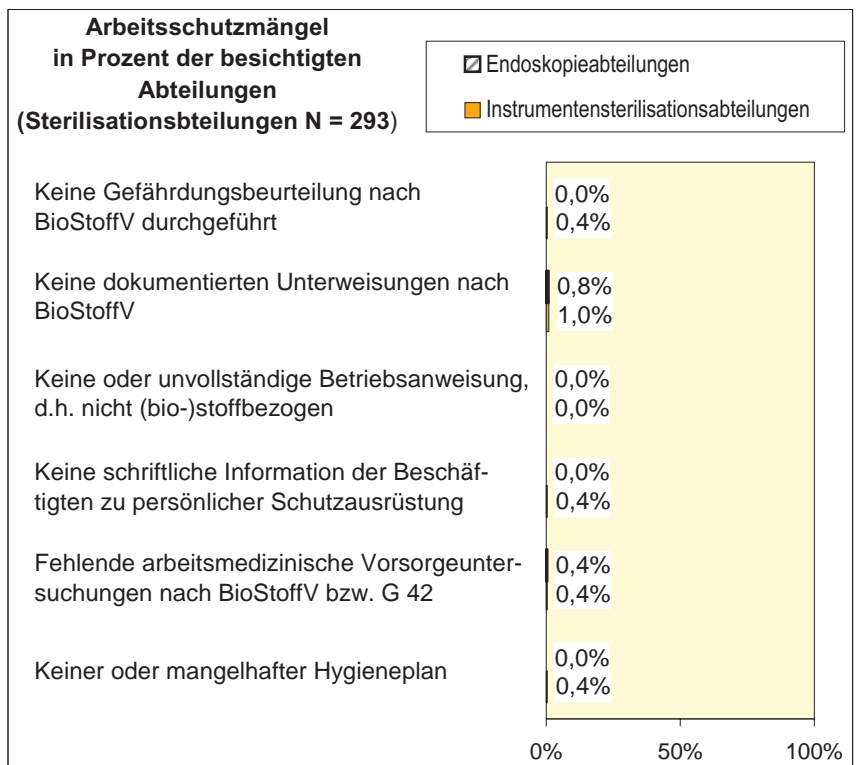 Arbeitsschutzmängel
in Prozent der besichtigten
Abteilungen
(Sterilisationsbteilungen N = 293)
Endoskopieabteilungen
Instrumentensterilisationsabteilungen
Keine Gefährdungsbeurteilung nach
BioStoffV durchgeführt
0,0%
0,4%
Keine dokumentierten Unterweisungen nach
BioStoffV
0,8%
1,0%
Keine oder unvollständige Betriebsanweisung,
d.h. nicht (bio-)stoffbezogen
0,0%
0,0%
Keine schriftliche Information der Beschäf-
tigten zu persönlicher Schutzausrüstung
0,0%
0,4%
Fehlende arbeitsmedizinische Vorsorgeunter-
suchungen nach BioStoffV bzw. G 42
0,4%
0,4%
Keiner oder mangelhafter Hygieneplan
0,0%
0,4%
0% 50% 100%